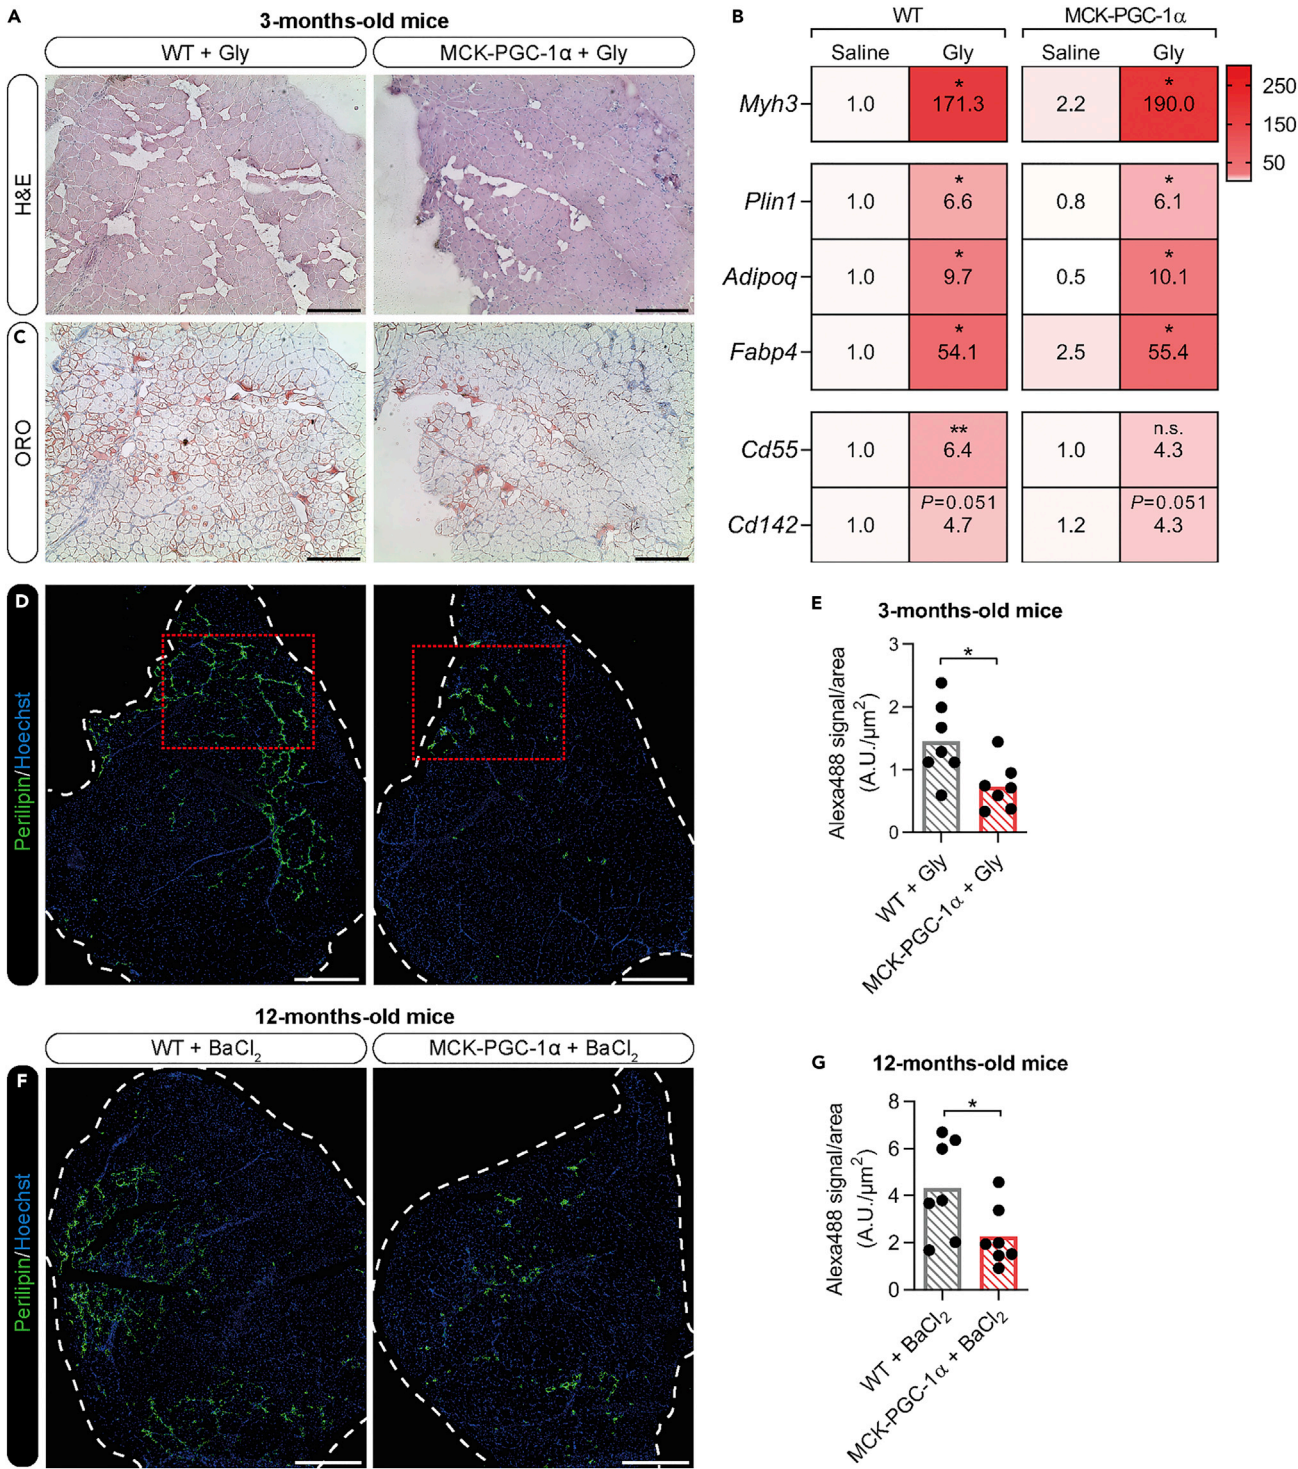 A
3-months-old mice
WT + Gly
MCK-PGC-1α + Gly
H&E
C
ORO
D
Perilipin/Hoechst
12-months-old mice
WT + BaCl₂
MCK-PGC-1α + BaCl₂
F
Perilipin/Hoechst
B
WT MCK-PGC-1α
Saline Gly Saline Gly
* *
Myh3 1.0 171.3 2.2 190.0
250
150
50
* *
Plin1 1.0 6.6 0.8 6.1
* *
Adipoq 1.0 9.7 0.5 10.1
* *
Fabp4 1.0 54.1 2.5 55.4
** n.s.
Cd55 1.0 6.4 1.0 4.3
P=0.051 P=0.051
Cd142 1.0 4.7 1.2 4.3
E
3-months-old mice
Alexa488 signal/area
(A.U./μm²)
3
2
1
0
*
WT + Gly
MCK-PGC-1α + Gly
G
12-months-old mice
Alexa488 signal/area
(A.U./μm²)
8
6
4
2
0
*
WT + BaCl₂
MCK-PGC-1α + BaCl₂